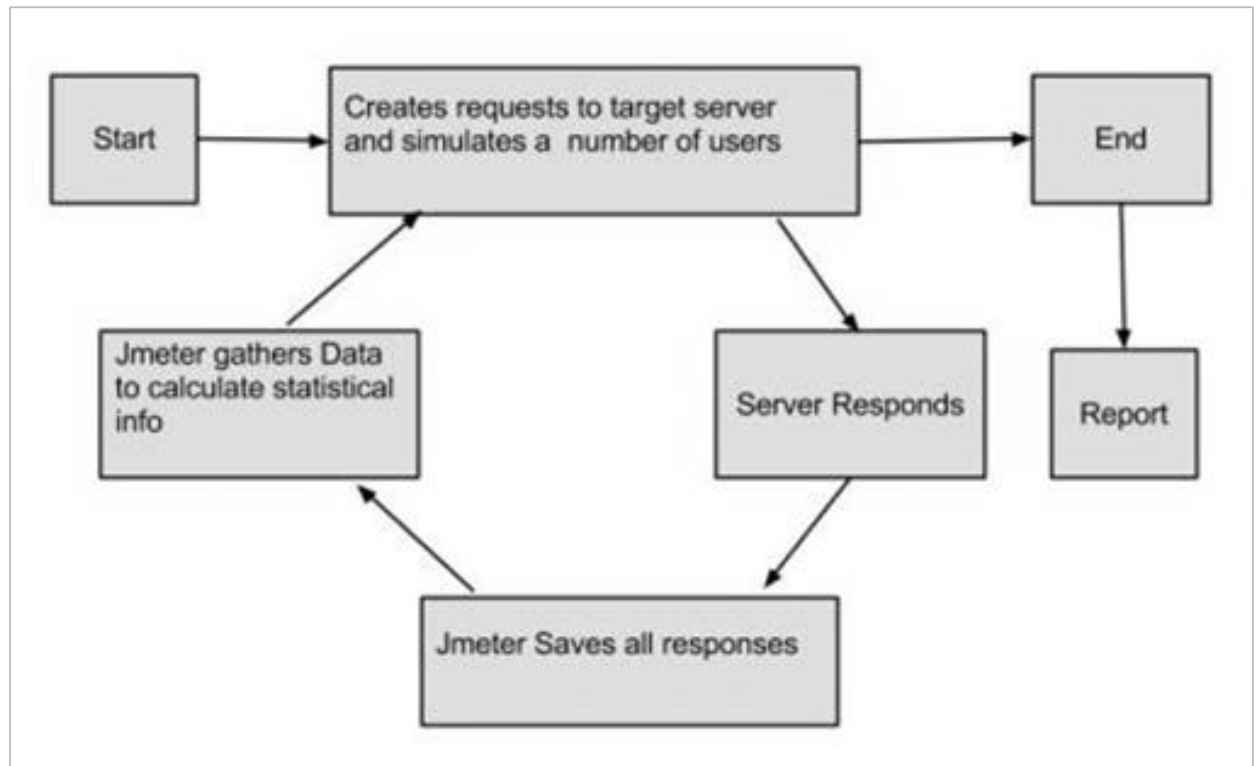 Start
Creates requests to target server
and simulates a number of users
End
Jmeter gathers Data
to calculate statistical
info
Server Responds
Report
Jmeter Saves all responses